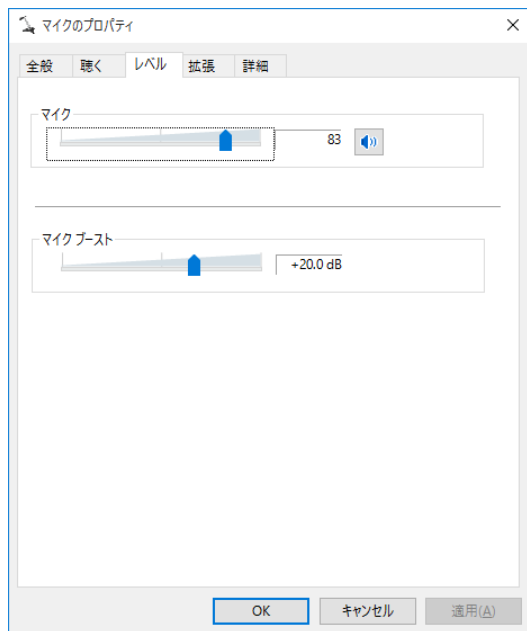 マイクのプロパティ
全般 聴く レベル 拡張 詳細
マイク
83
マイク ブースト
+20.0 dB
OK キャンセル 適用(A)